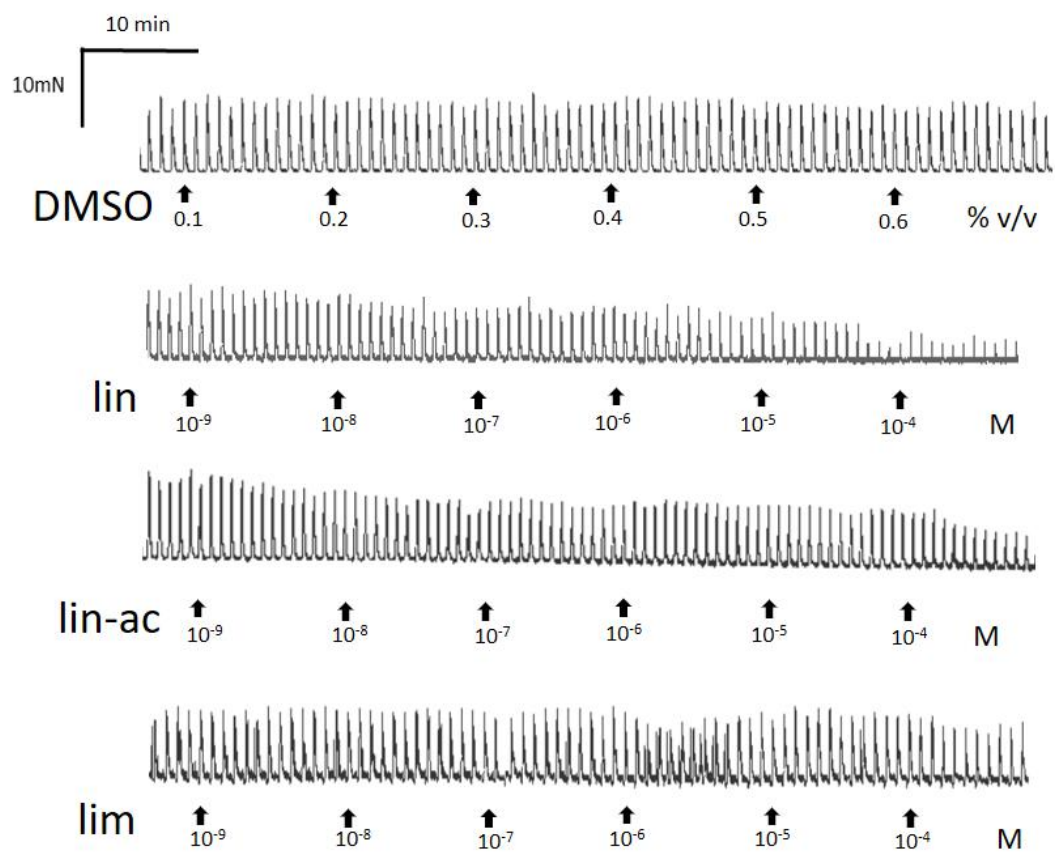 10 min
10mN
DMSO
0.1 0.2 0.3 0.4 0.5 0.6 % v/v
lin
10⁻⁹ 10⁻⁸ 10⁻⁷ 10⁻⁶ 10⁻⁵ 10⁻⁴ M
lin-ac
10⁻⁹ 10⁻⁸ 10⁻⁷ 10⁻⁶ 10⁻⁵ 10⁻⁴ M
lim
10⁻⁹ 10⁻⁸ 10⁻⁷ 10⁻⁶ 10⁻⁵ 10⁻⁴ M